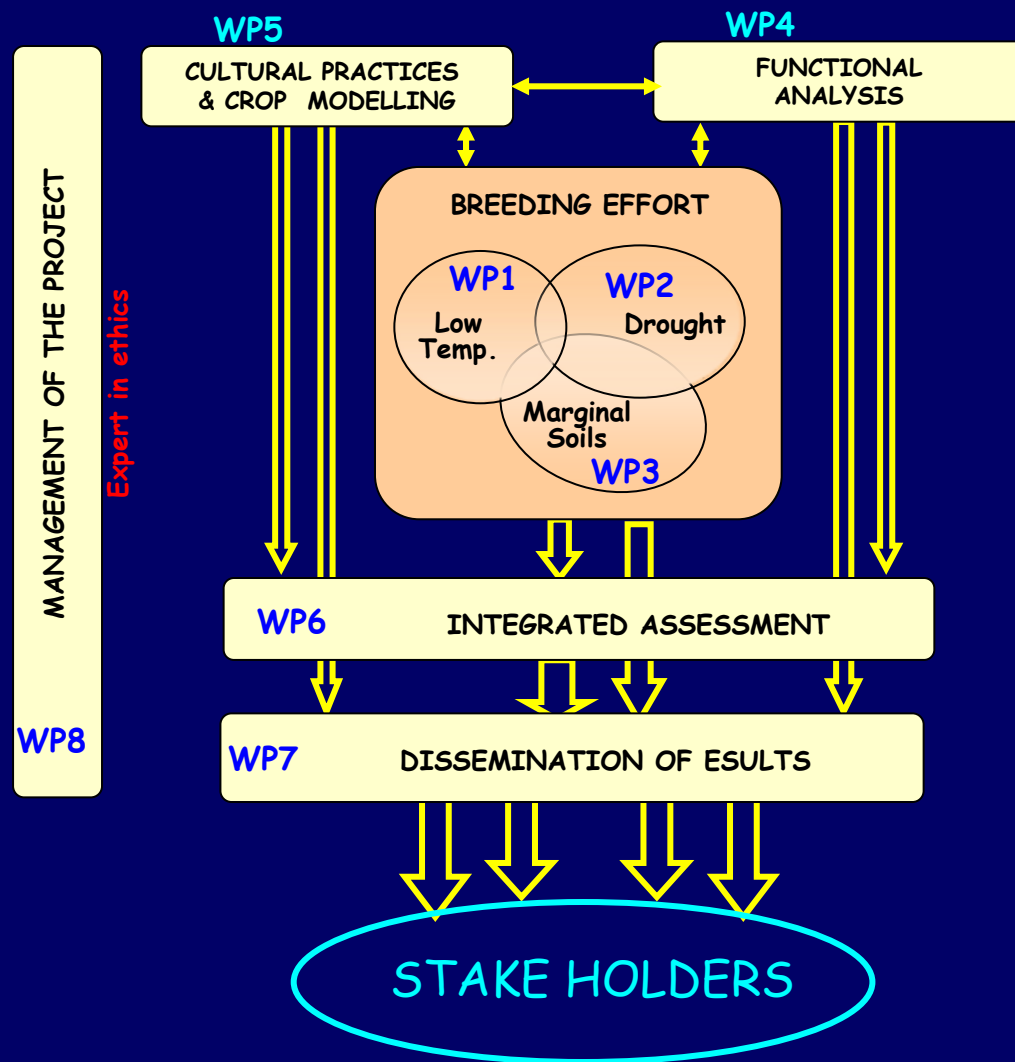 WP5
WP4
CULTURAL PRACTICES
& CROP MODELLING
FUNCTIONAL
ANALYSIS
MANAGEMENT OF THE PROJECT
WP8
Expert in ethics
BREEDING EFFORT
WP1
Low
Temp.
WP2
Drought
Marginal
Soils
WP3
WP6 INTEGRATED ASSESSMENT
WP7 DISSEMINATION OF ESULTS
STAKE HOLDERS